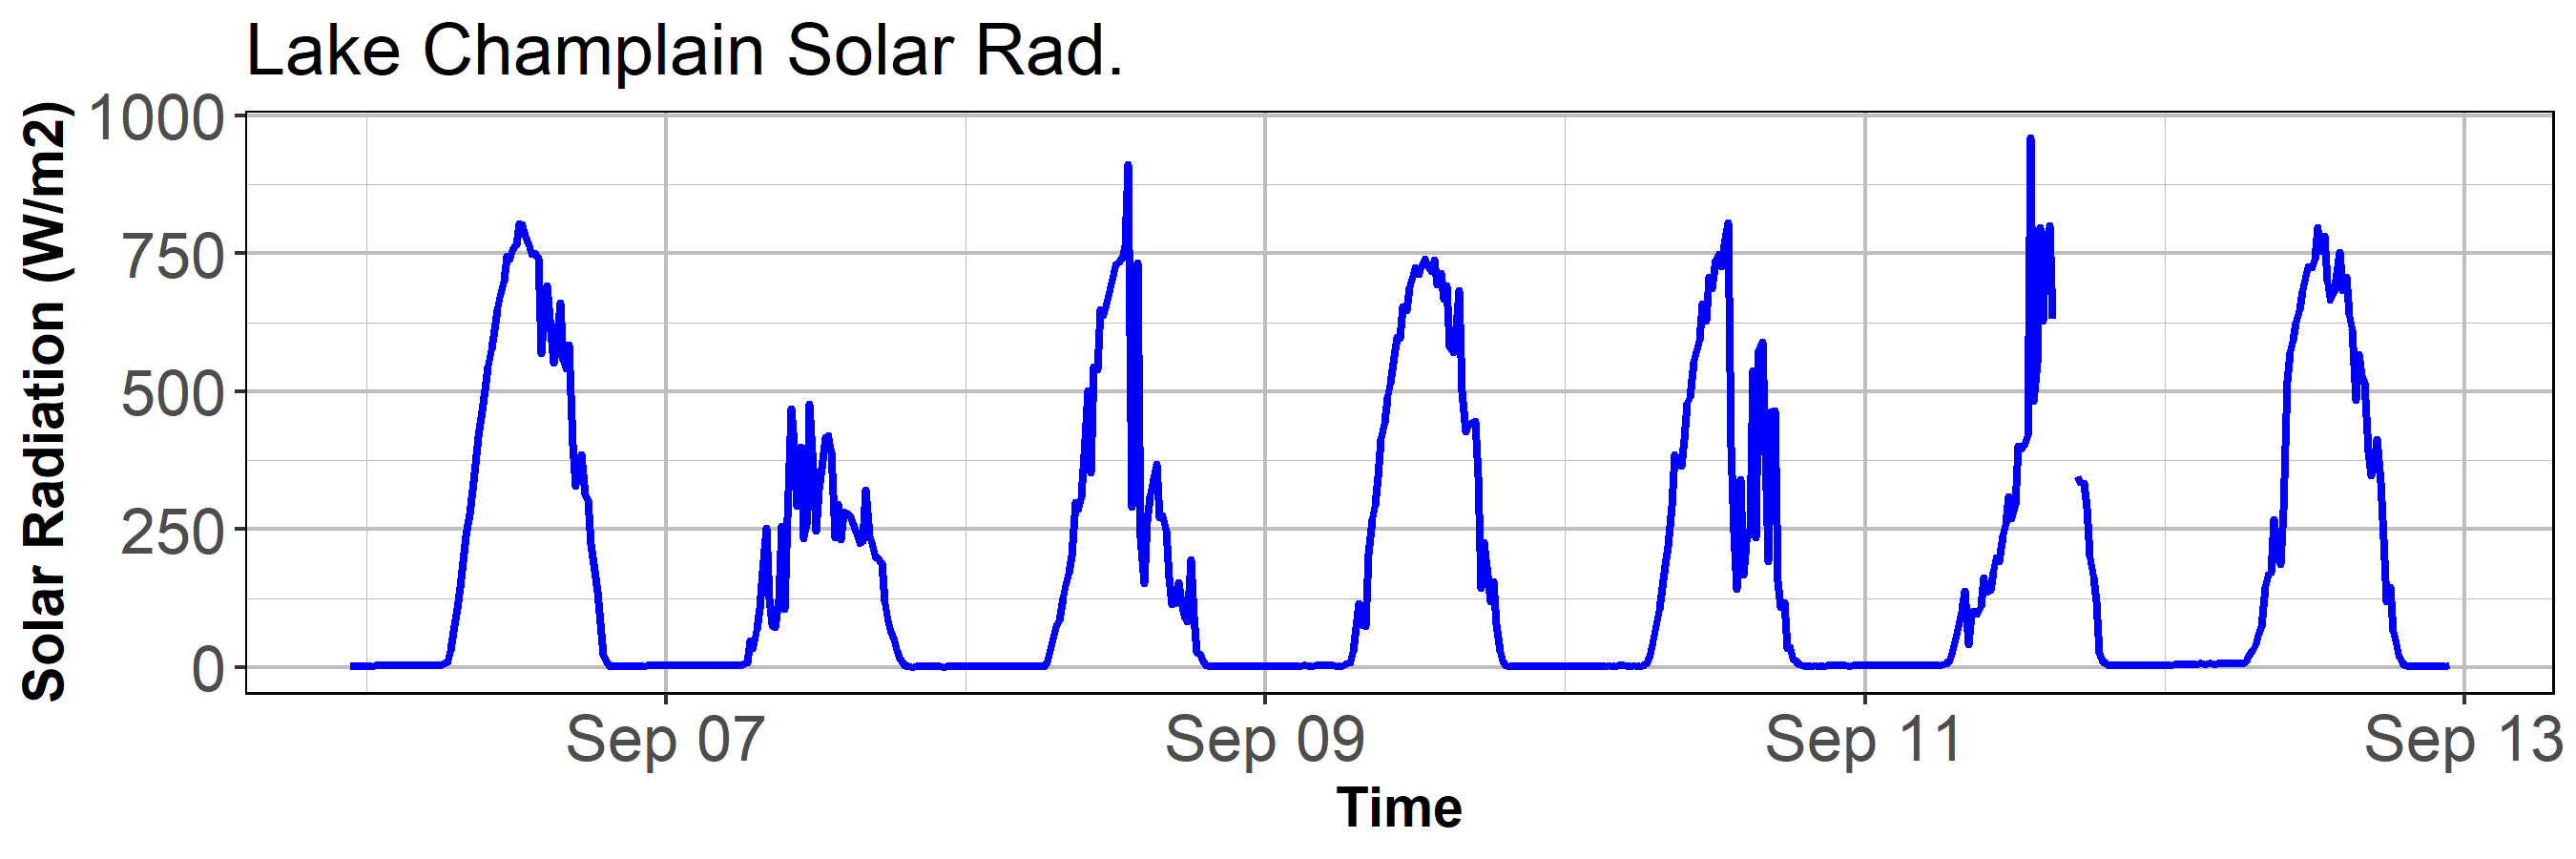 Lake Champlain Solar Rad.
Solar Radiation (W/m2)
1000
750
500
250
0
Sep 07
Sep 09
Sep 11
Sep 13
Time